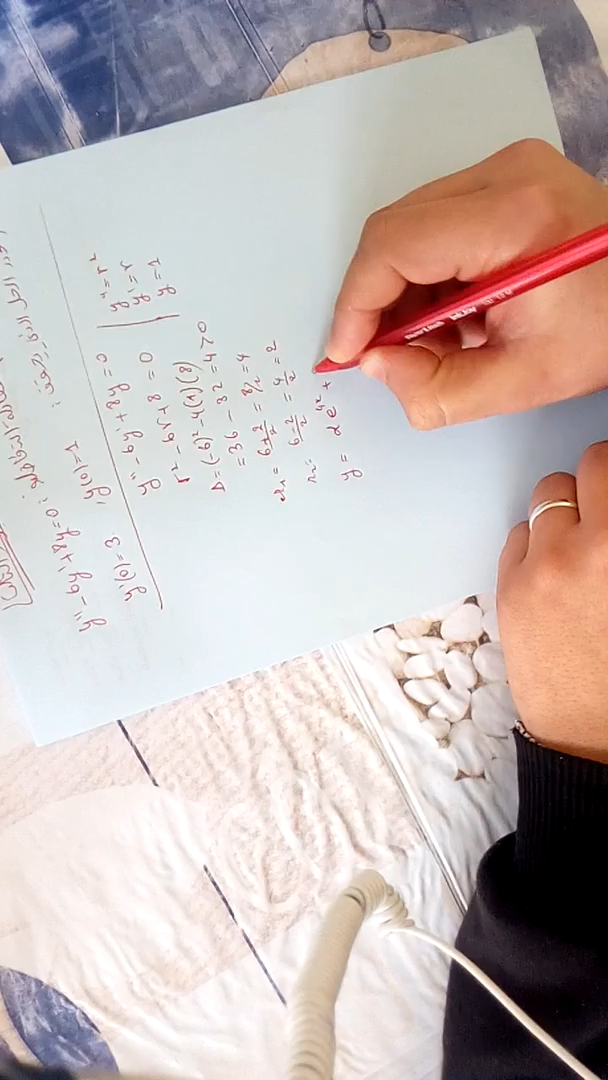 y'' - 6y' + 8y = 0
y'(0) = 3 , y(0) = 1
y'' - 6y + 8y = 0 | y'' = r²
r² - 6r + 8 = 0 | y' = r
y = 1
Δ = (-6)² - 4(1)(8)
= 36 - 32 = 4 > 0
r₁ = 6+2/2 = 8/2 = 4
r₂ = 6-2/2 = 4/2 = 2
y = α e⁴ˣ +